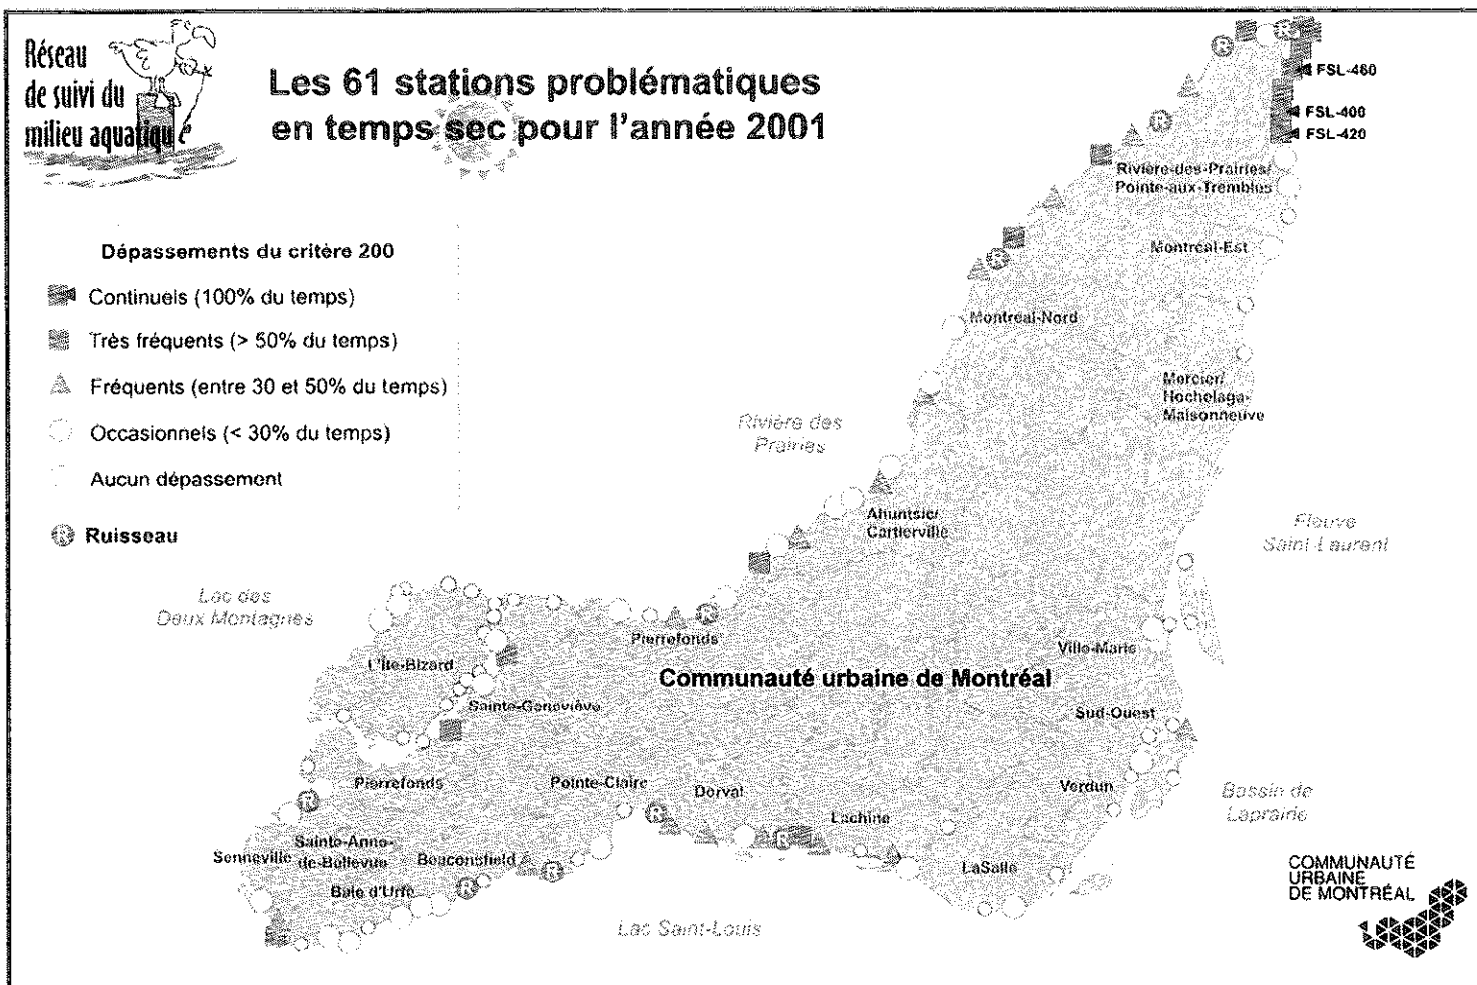 Réseau
de suivi du
milieu aquatique
Les 61 stations problématiques
en temps sec pour l'année 2001
FSL-460
FSL-400
FSL-420
Rivière-des-Prairies/
Pointe-aux-Trembles
Montréal-Est
Dépassements du critère 200
Continuels (100% du temps)
Très fréquents (> 50% du temps)
Fréquents (entre 30 et 50% du temps)
Occasionnels (< 30% du temps)
Aucun dépassement
R Ruisseau
Montréal-Nord
Mercier/
Hochelaga-
Maisonneuve
Rivière des
Prairies
Ahuntsic/
Cartierville
Fleuve
Saint-Laurent
Lac des
Deux Montagnes
Pierrefonds
Ville-Marie
L'Île-Bizard
Communauté urbaine de Montréal
Sainte-Geneviève
Sud-Ouest
Pierrefonds
Pointe-Claire
Dorval
Verdun
Bassin de
Laprairie
Lachine
Senneville
Sainte-Anne-
de-Bellevue
Beaconsfield
LaSalle
Baie d'Urfé
Lac Saint-Louis
COMMUNAUTÉ
URBAINE
DE MONTRÉAL
R
R
R
R
R
R
R
R
R
R